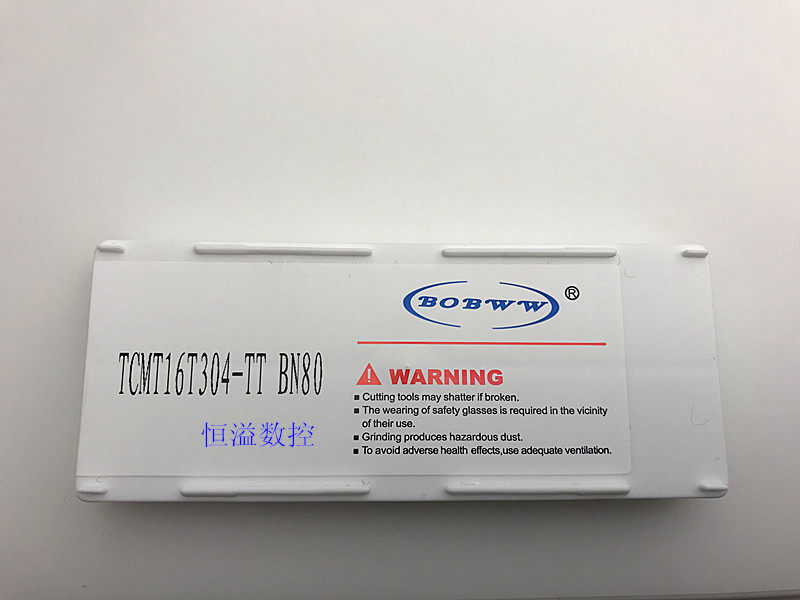 BOBWW®
TCMT16T304-TT BN80
恒溢数控
WARNING
■ Cutting tools may shatter if broken.
■ The wearing of safety glasses is required in the vicinity
of their use.
■ Grinding produces hazardous dust.
■ To avoid adverse health effects,use adequate ventilation.